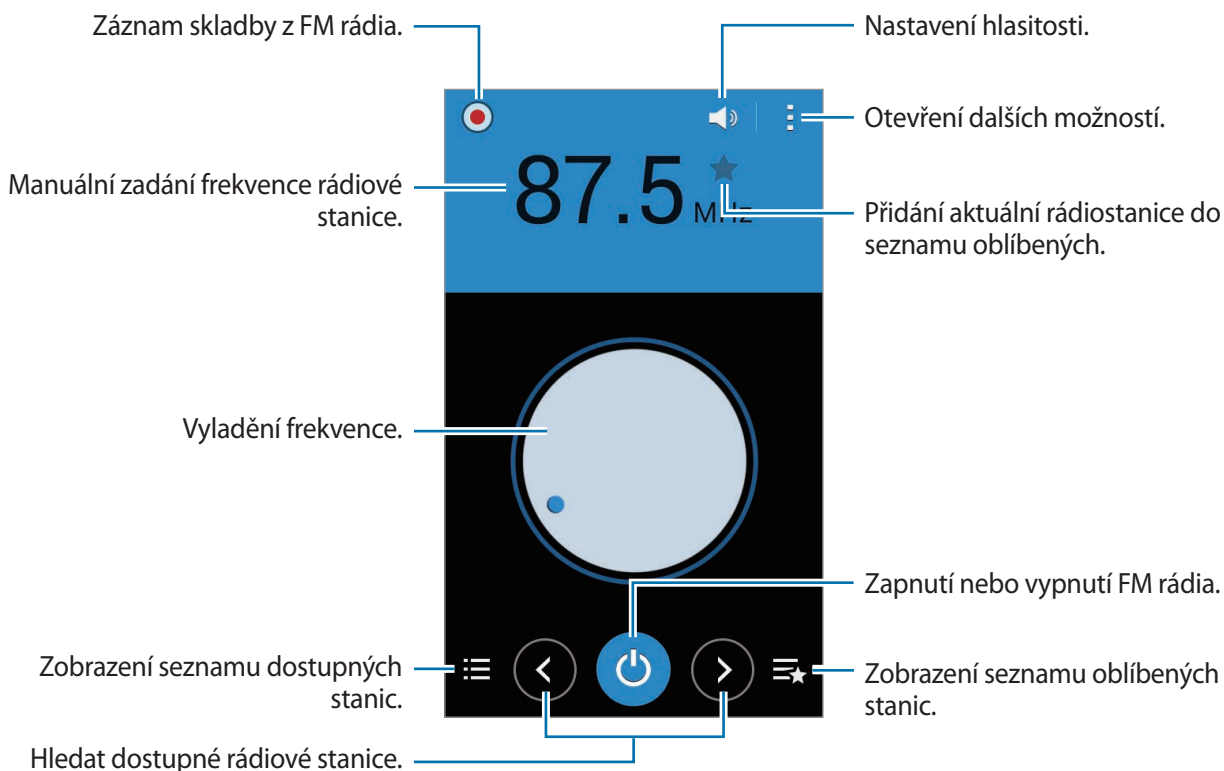 Záznam skladby z FM rádia.
Nastavení hlasitosti.
Otevření dalších možností.
Manuální zadání frekvence rádiové
stanice.
87.5 MHz
Přidání aktuální rádiostanice do
seznamu oblíbených.
Vyladění frekvence.
Zapnutí nebo vypnutí FM rádia.
Zobrazení seznamu dostupných
stanic.
Zobrazení seznamu oblíbených
stanic.
Hledat dostupné rádiové stanice.